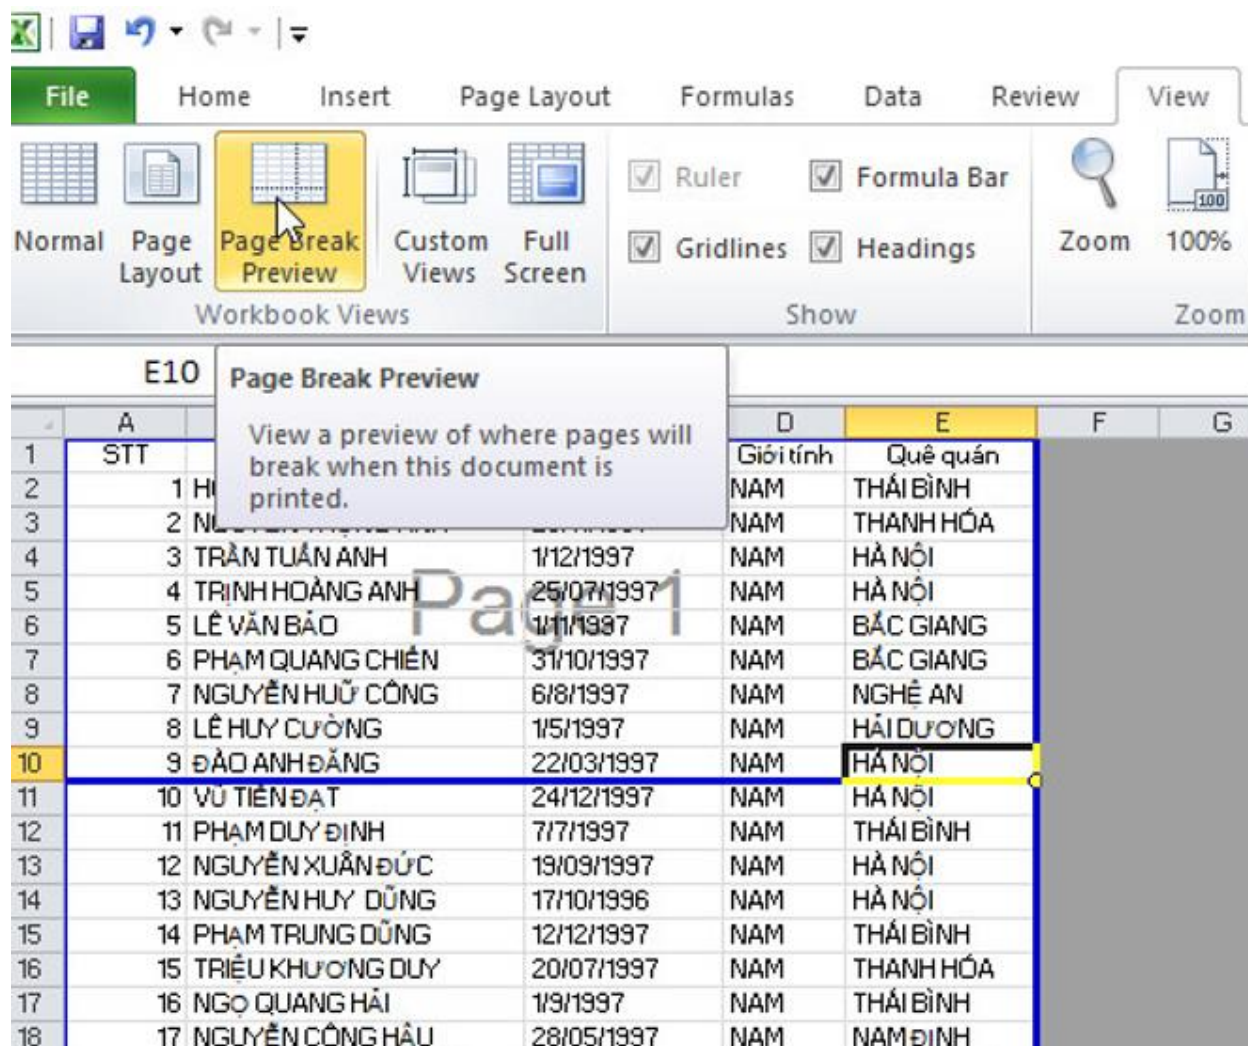 File Home Insert Page Layout Formulas Data Review View
Normal Page Layout Page Break Preview Custom Views Full Screen
Ruler Formula Bar
Gridlines Headings
Zoom 100%
Workbook Views Show Zoom
E10
Page Break Preview
View a preview of where pages will
break when this document is
printed.
A D E F G
1 STT Giới tính Quê quán
2 1 NAM THÁI BÌNH
3 2 NAM THANH HÓA
4 3 TRẦN TUẤN ANH 1/12/1997 NAM HÀ NỘI
5 4 TRỊNH HOÀNG ANH 25/07/1997 NAM HÀ NỘI
Page 1
6 5 LÊ VĂN BẢO 1/11/1997 NAM BẮC GIANG
7 6 PHẠM QUANG CHIẾN 31/10/1997 NAM BẮC GIANG
8 7 NGUYỄN HUỮ CÔNG 6/8/1997 NAM NGHỆ AN
9 8 LÊ HUY CƯỜNG 1/5/1997 NAM HẢI DƯƠNG
10 9 ĐÀO ANH ĐĂNG 22/03/1997 NAM HÀ NỘI
11 10 VŨ TIẾN ĐẠT 24/12/1997 NAM HÀ NỘI
12 11 PHẠM DUY ĐỊNH 7/7/1997 NAM THÁI BÌNH
13 12 NGUYỄN XUÂN ĐỨC 19/09/1997 NAM HÀ NỘI
14 13 NGUYỄN HUY DŨNG 17/10/1996 NAM HÀ NỘI
15 14 PHẠM TRUNG DŨNG 12/12/1997 NAM THÁI BÌNH
16 15 TRIỆU KHƯƠNG DUY 20/07/1997 NAM THANH HÓA
17 16 NGỌ QUANG HẢI 1/9/1997 NAM THÁI BÌNH
18 17 NGUYỄN CÔNG HẬU 28/05/1997 NAM NAM ĐỊNH